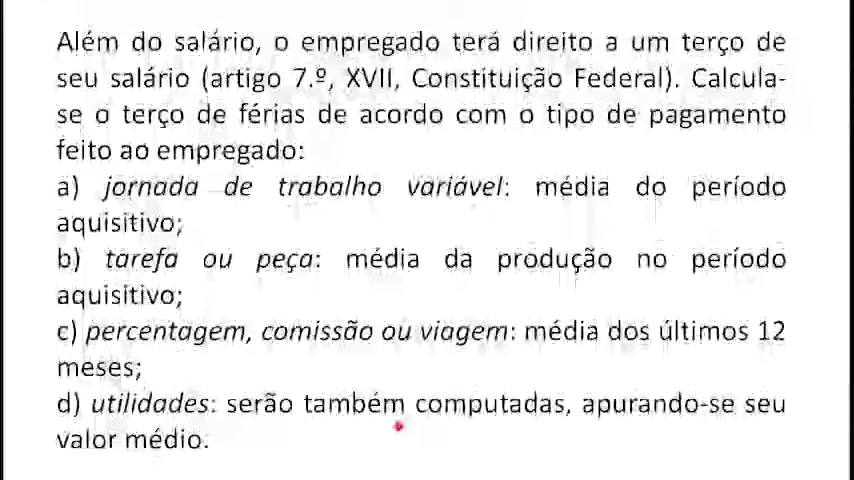 Além do salário, o empregado terá direito a um terço de
seu salário (artigo 7.º, XVII, Constituição Federal). Calcula-
se o terço de férias de acordo com o tipo de pagamento
feito ao empregado:
a) jornada de trabalho variável: média do período
aquisitivo;
b) tarefa ou peça: média da produção no período
aquisitivo;
c) percentagem, comissão ou viagem: média dos últimos 12
meses;
d) utilidades: serão também computadas, apurando-se seu
valor médio.